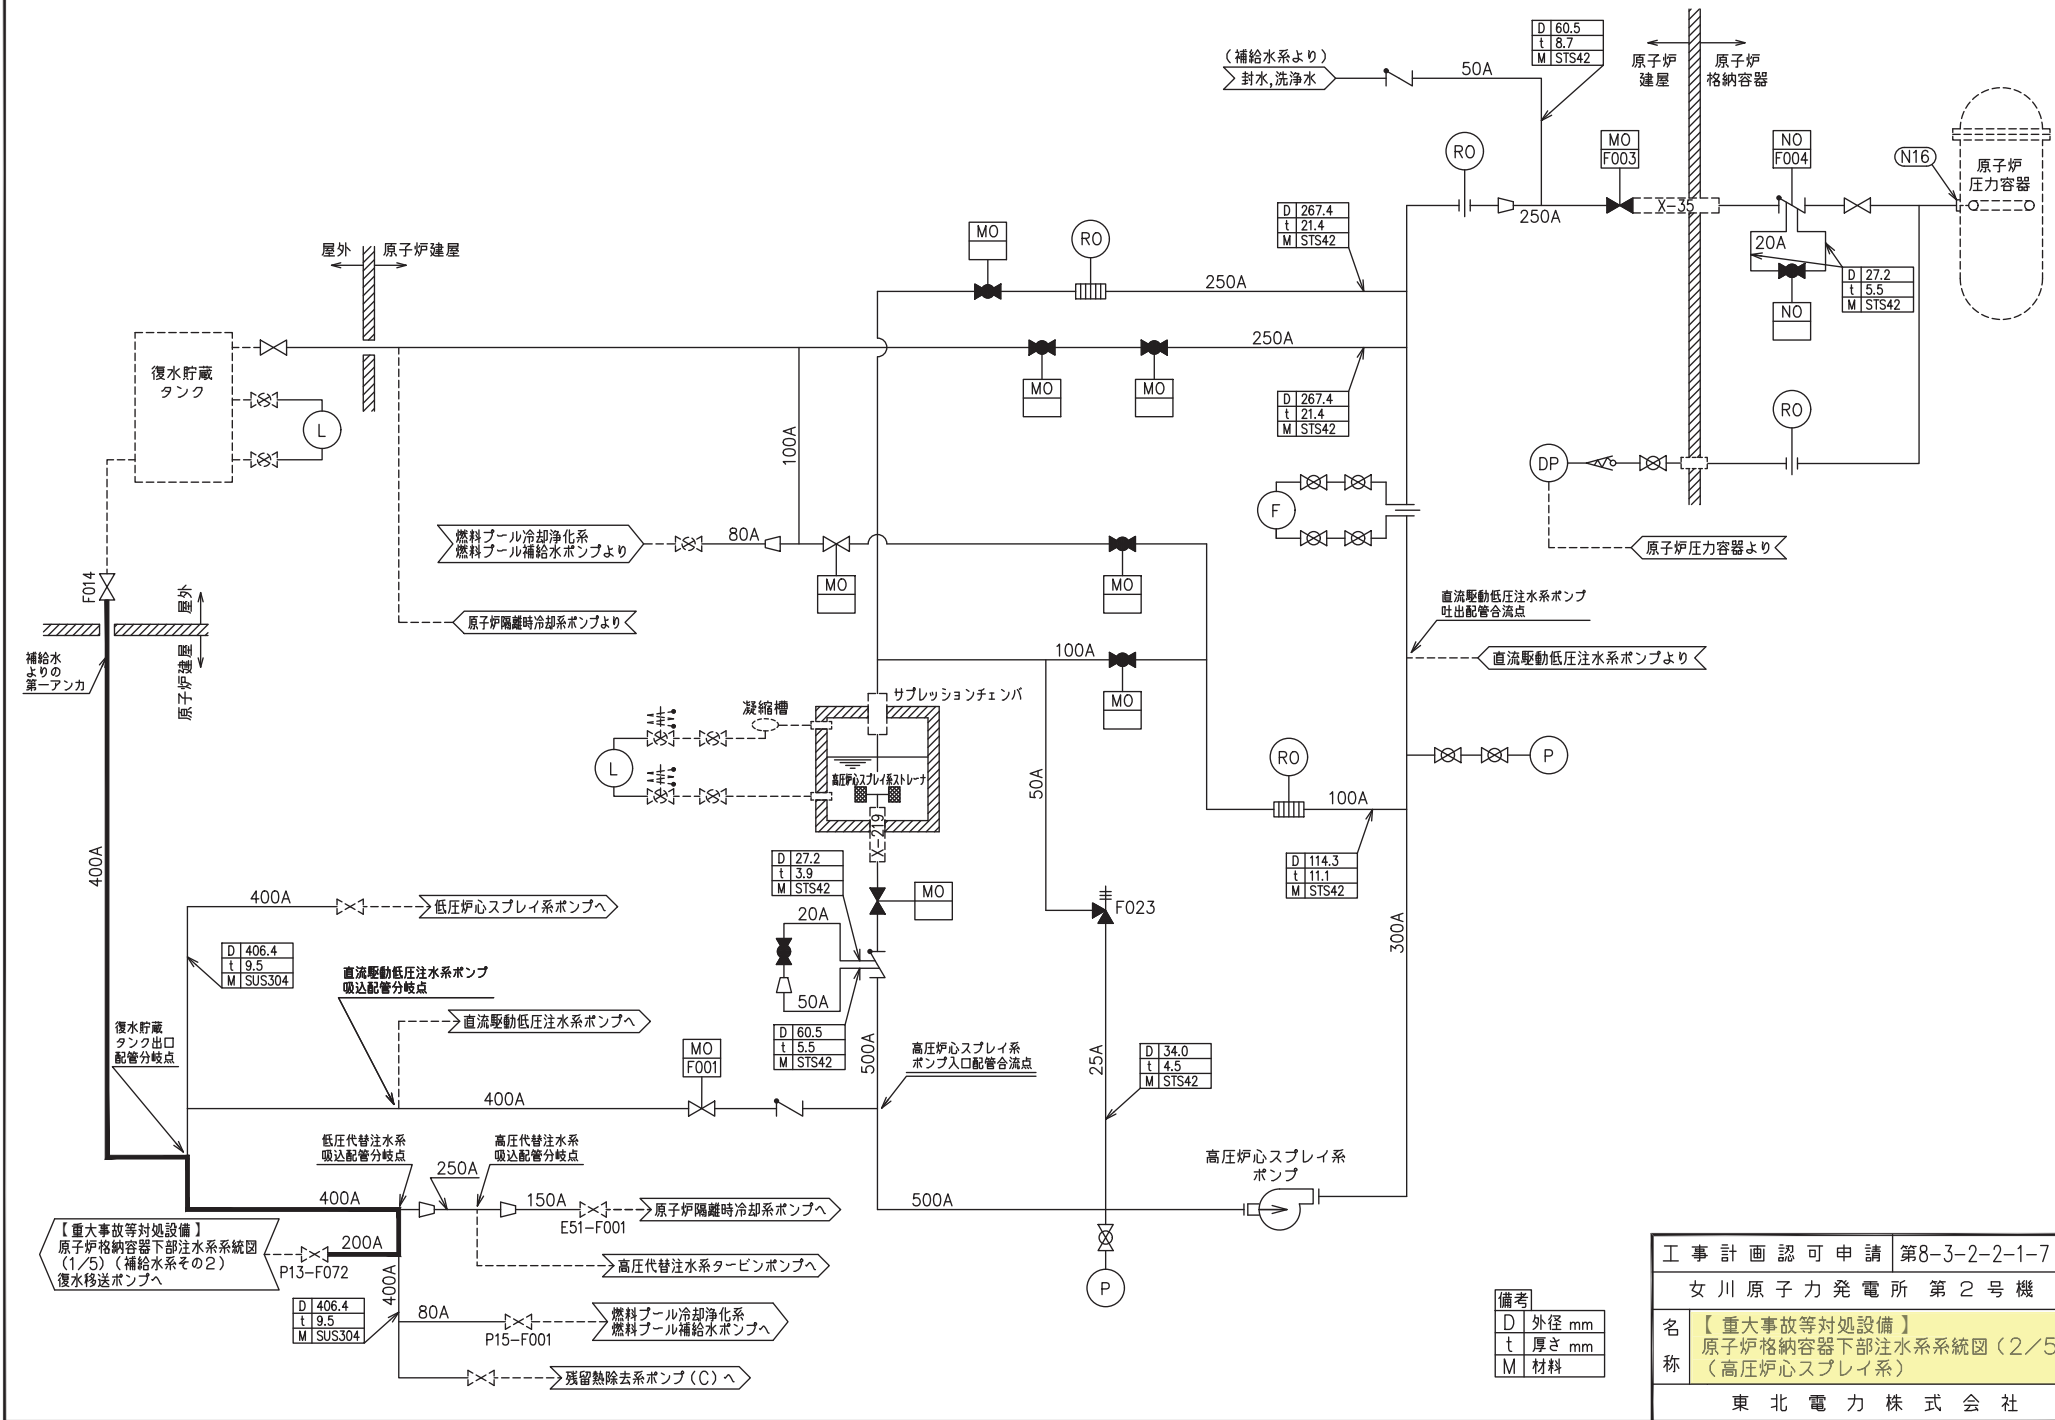 (補給水系より)
封水,洗浄水
50A
D 60.5
t 8.7
M STS42
原子炉
建屋
原子炉
格納容器
RO
MO
F003
NO
F004
N16
原子炉
圧力容器
250A
X-35
20A
D 27.2
t 5.5
M STS42
NO
D 267.4
t 21.4
M STS42
MO
RO
250A
屋外
原子炉建屋
250A
MO
MO
D 267.4
t 21.4
M STS42
復水貯蔵
タンク
L
100A
RO
DP
F
原子炉圧力容器より
燃料プール冷却浄化系
燃料プール補給水ポンプより
80A
MO
MO
原子炉隔離時冷却系ポンプより
F014
屋外
原子炉建屋
補給水
よりの
第一アンカ
直流駆動低圧注水系ポンプ
吐出配管合流点
直流駆動低圧注水系ポンプより
100A
MO
サプレッションチェンバ
凝縮槽
L
高圧炉心スプレイ系ストレーナ
X-219
50A
RO
P
100A
D 114.3
t 11.1
M STS42
400A
D 27.2
t 3.9
M STS42
MO
20A
50A
D 60.5
t 5.5
M STS42
F023
300A
400A
低圧炉心スプレイ系ポンプへ
D 406.4
t 9.5
M SUS304
直流駆動低圧注水系ポンプ
吸込配管分岐点
直流駆動低圧注水系ポンプへ
復水貯蔵
タンク出口
配管分岐点
MO
F001
500A
高圧炉心スプレイ系
ポンプ入口配管合流点
25A
D 34.0
t 4.5
M STS42
400A
低圧代替注水系
吸込配管分岐点
高圧代替注水系
吸込配管分岐点
250A
400A
150A
E51-F001
原子炉隔離時冷却系ポンプへ
500A
高圧炉心スプレイ系
ポンプ
【重大事故等対処設備】
原子炉格納容器下部注水系系統図
(1/5)(補給水系その2)
復水移送ポンプへ
200A
P13-F072
高圧代替注水系タービンポンプへ
P
400A
D 406.4
t 9.5
M SUS304
80A
P15-F001
燃料プール冷却浄化系
燃料プール補給水ポンプへ
残留熱除去系ポンプ(C)へ
備考
D 外径 mm
t 厚さ mm
M 材料
工事計画認可申請 第8-3-2-2-1-7
女川原子力発電所 第2号機
名称
【重大事故等対処設備】
原子炉格納容器下部注水系系統図(2/5
(高圧炉心スプレイ系)
東北電力株式会社